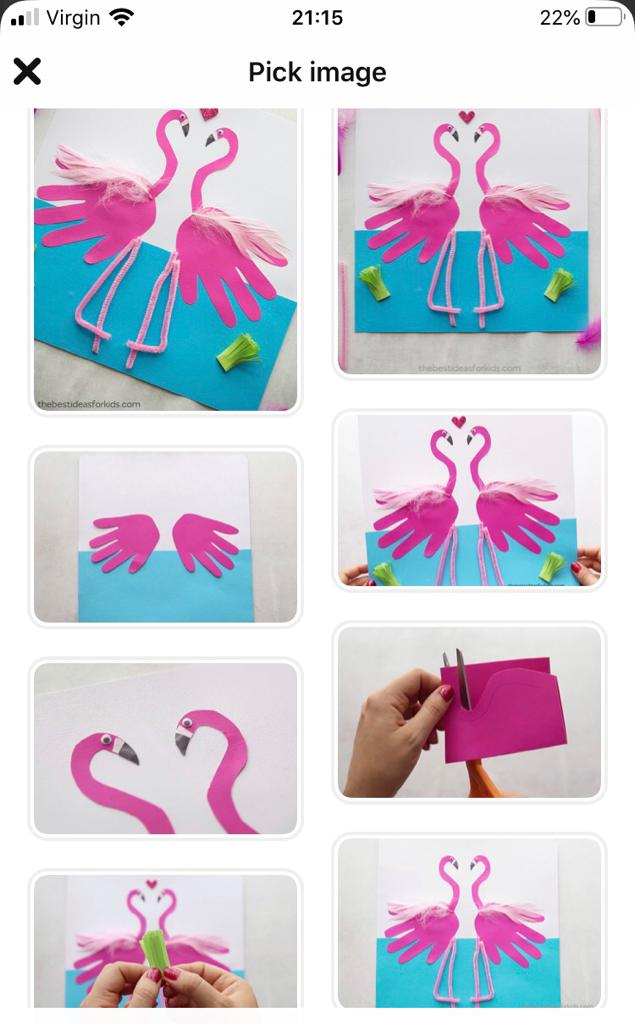 Virgin
21:15
22%
Pick image
thebestideasforkids.com
thebestideasforkids.com